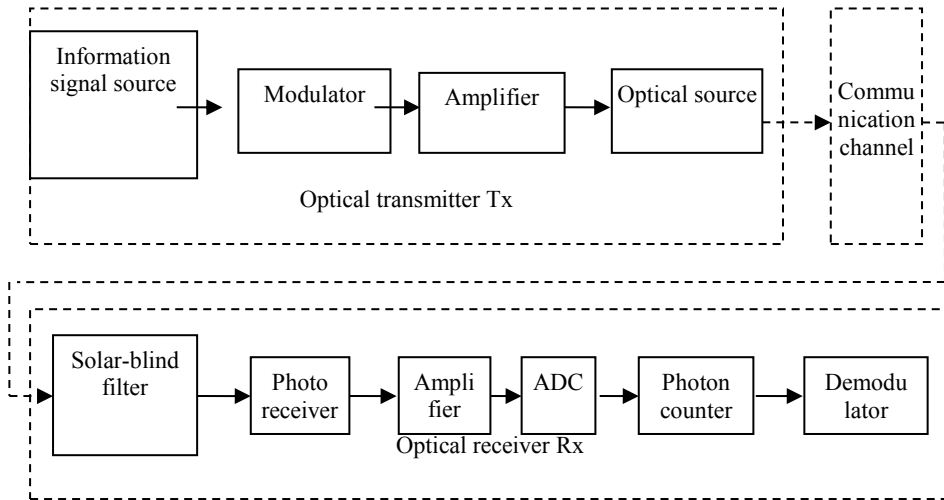 Information
signal source
Modulator
Amplifier
Optical source
Commu
nication
channel
Optical transmitter Tx
Solar-blind
filter
Photo
receiver
Ampli
fier
ADC
Photon
counter
Demodu
lator
Optical receiver Rx